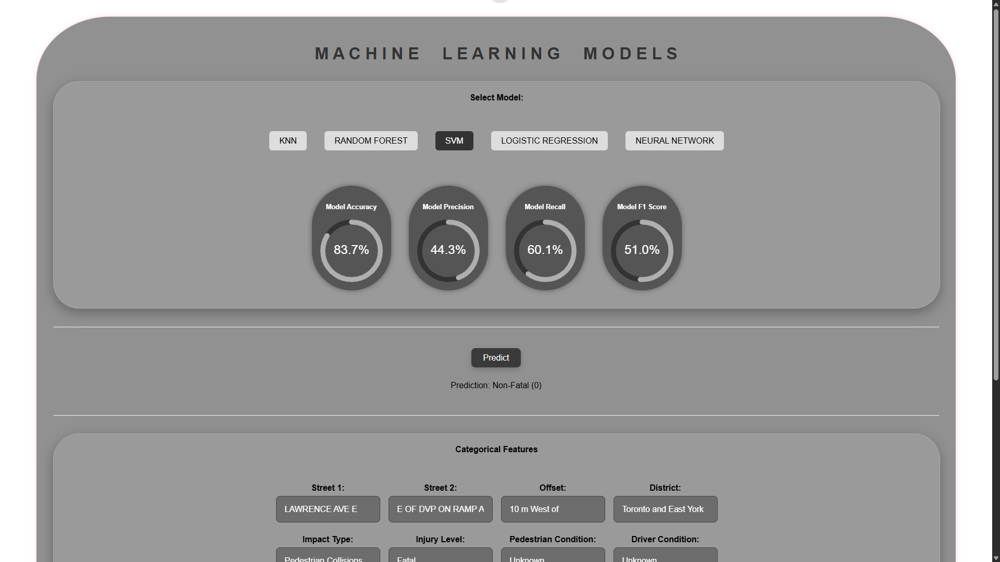 MACHINE LEARNING MODELS
Select Model:
KNN RANDOM FOREST SVM LOGISTIC REGRESSION NEURAL NETWORK
Model Accuracy Model Precision Model Recall Model F1 Score
83.7% 44.3% 60.1% 51.0%
Predict
Prediction: Non-Fatal (0)
Categorical Features
Street 1: Street 2: Offset: District:
LAWRENCE AVE E E OF DVP ON RAMP A 10 m West of Toronto and East York
Impact Type: Injury Level: Pedestrian Condition: Driver Condition:
Pedestrian Collisions Fatal Unknown Unknown